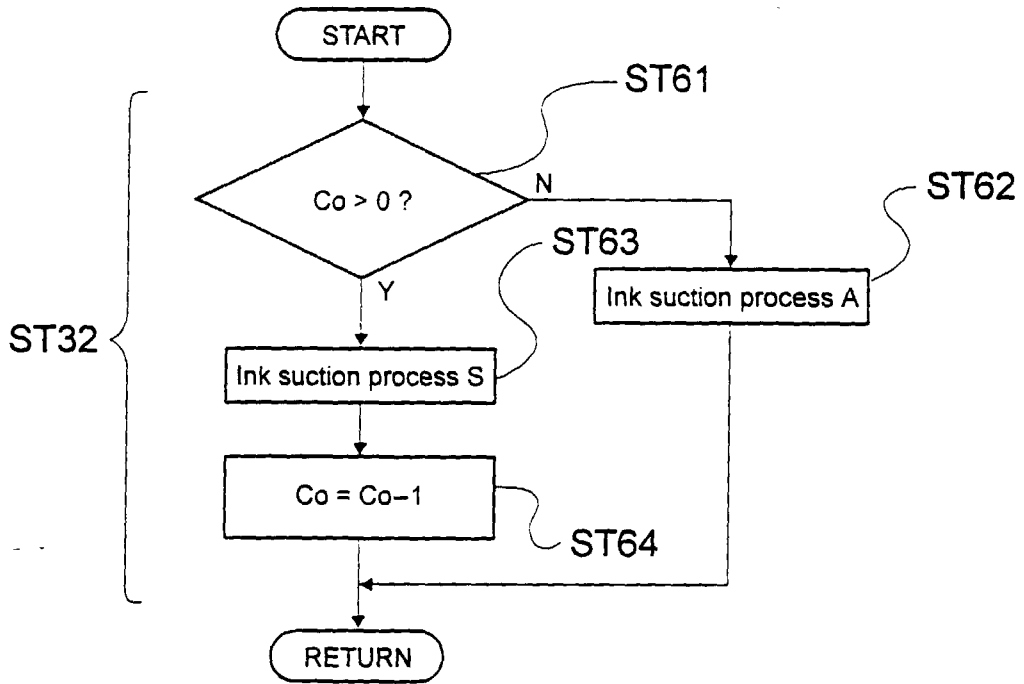 START
ST61
Co > 0 ?
N
ST62
ST63
Y
Ink suction process A
ST32
Ink suction process S
Co = Co–1
ST64
RETURN